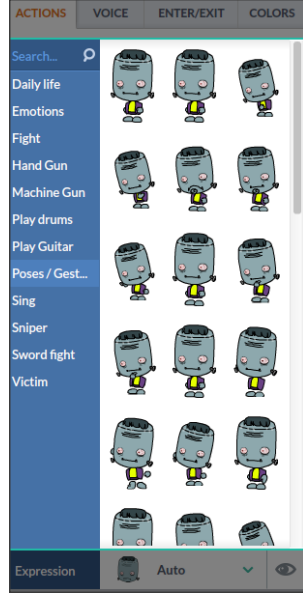 ACTIONS VOICE ENTER/EXIT COLORS
Search...
Daily life
Emotions
Fight
Hand Gun
Machine Gun
Play drums
Play Guitar
Poses / Gest...
Sing
Sniper
Sword fight
Victim
Expression Auto